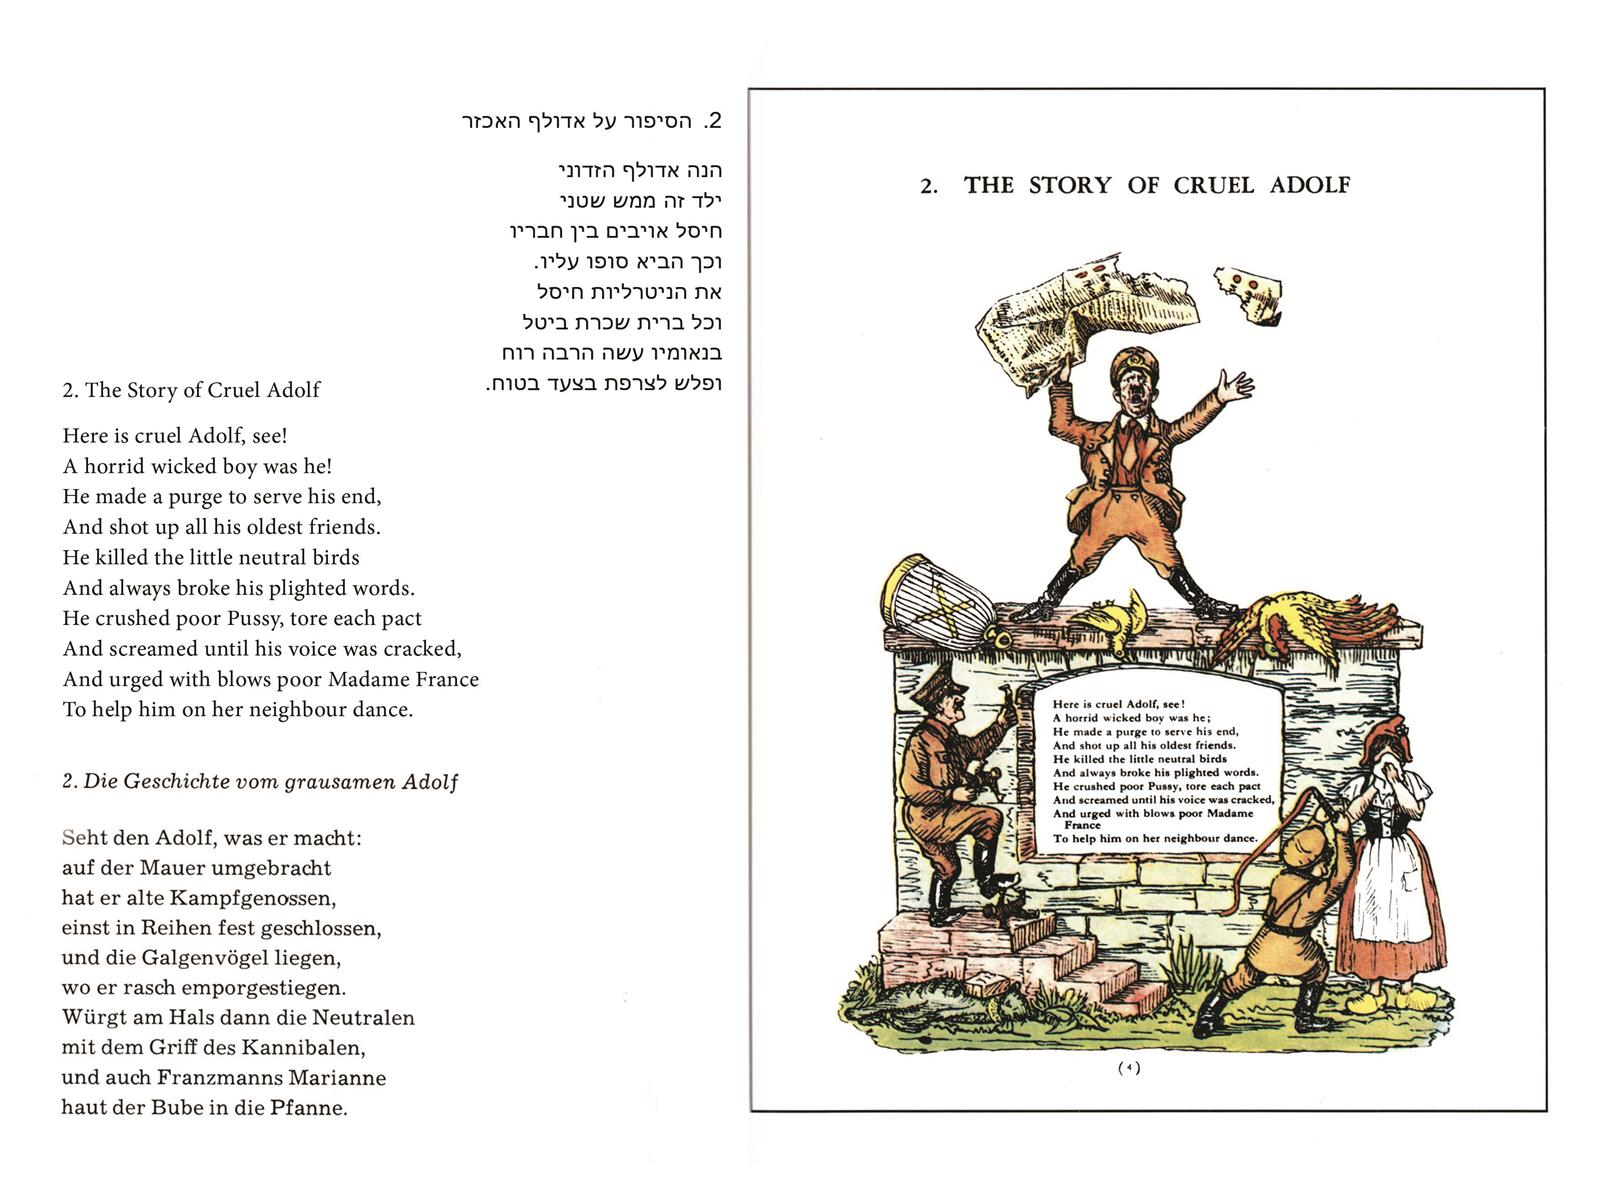 2. הסיפור על אדולף האכזר
הנה אדולף הזדוני
ילד זה ממש שטני
חיסל אויבים בין חבריו
וכך הביא סופו עליו.
את הניטרליות חיסל
וכל ברית שכרת ביטל
בנאומיו עשה הרבה רוח
ופלש לצרפת בצעד בטוח.
2. The Story of Cruel Adolf
Here is cruel Adolf, see!
A horrid wicked boy was he!
He made a purge to serve his end,
And shot up all his oldest friends.
He killed the little neutral birds
And always broke his plighted words.
He crushed poor Pussy, tore each pact
And screamed until his voice was cracked,
And urged with blows poor Madame France
To help him on her neighbour dance.
2. Die Geschichte vom grausamen Adolf
Seht den Adolf, was er macht:
auf der Mauer umgebracht
hat er alte Kampfgenossen,
einst in Reihen fest geschlossen,
und die Galgenvögel liegen,
wo er rasch emporgestiegen.
Würgt am Hals dann die Neutralen
mit dem Griff des Kannibalen,
und auch Franzmanns Marianne
haut der Bube in die Pfanne.
2. THE STORY OF CRUEL ADOLF
Here is cruel Adolf, see!
A horrid wicked boy was he;
He made a purge to serve his end,
And shot up all his oldest friends.
He killed the little neutral birds
And always broke his plighted words.
He crushed poor Pussy, tore each pact
And screamed until his voice was cracked,
And urged with blows poor Madame
France
To help him on her neighbour dance.
(4)